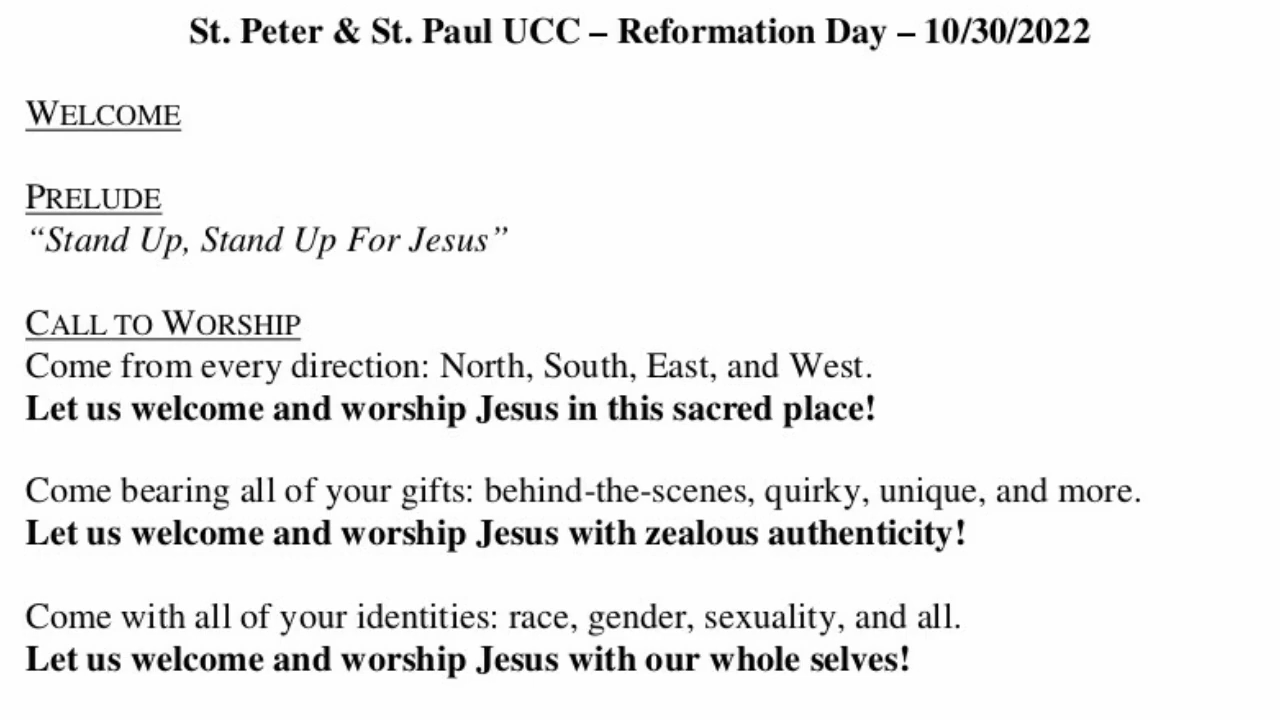 St. Peter & St. Paul UCC – Reformation Day – 10/30/2022
WELCOME
PRELUDE
“Stand Up, Stand Up For Jesus”
CALL TO WORSHIP
Come from every direction: North, South, East, and West.
Let us welcome and worship Jesus in this sacred place!
Come bearing all of your gifts: behind-the-scenes, quirky, unique, and more.
Let us welcome and worship Jesus with zealous authenticity!
Come with all of your identities: race, gender, sexuality, and all.
Let us welcome and worship Jesus with our whole selves!